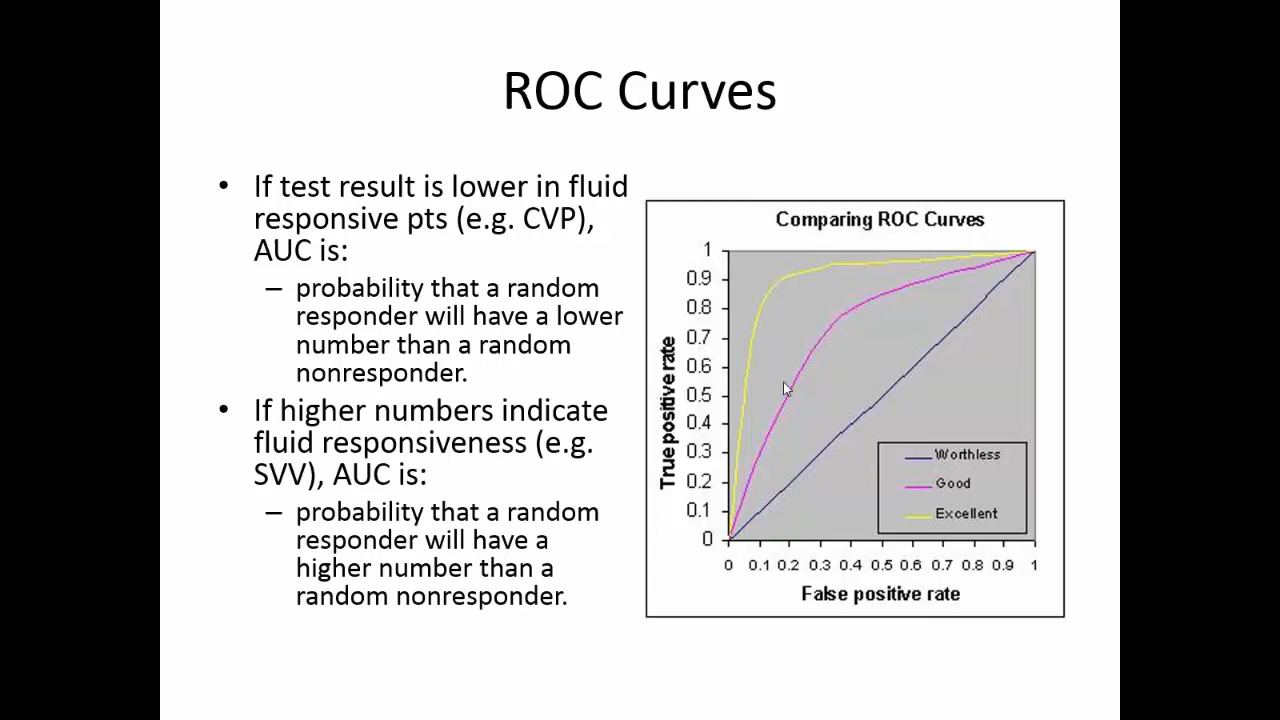 ROC Curves
• If test result is lower in fluid
responsive pts (e.g. CVP),
AUC is:
– probability that a random
responder will have a lower
number than a random
nonresponder.
• If higher numbers indicate
fluid responsiveness (e.g.
SVV), AUC is:
– probability that a random
responder will have a
higher number than a
random nonresponder.
Comparing ROC Curves
True positive rate
1
0.9
0.8
0.7
0.6
0.5
0.4
0.3
0.2
0.1
0
Worthless
Good
Excellent
0 0.1 0.2 0.3 0.4 0.5 0.6 0.7 0.8 0.9 1
False positive rate